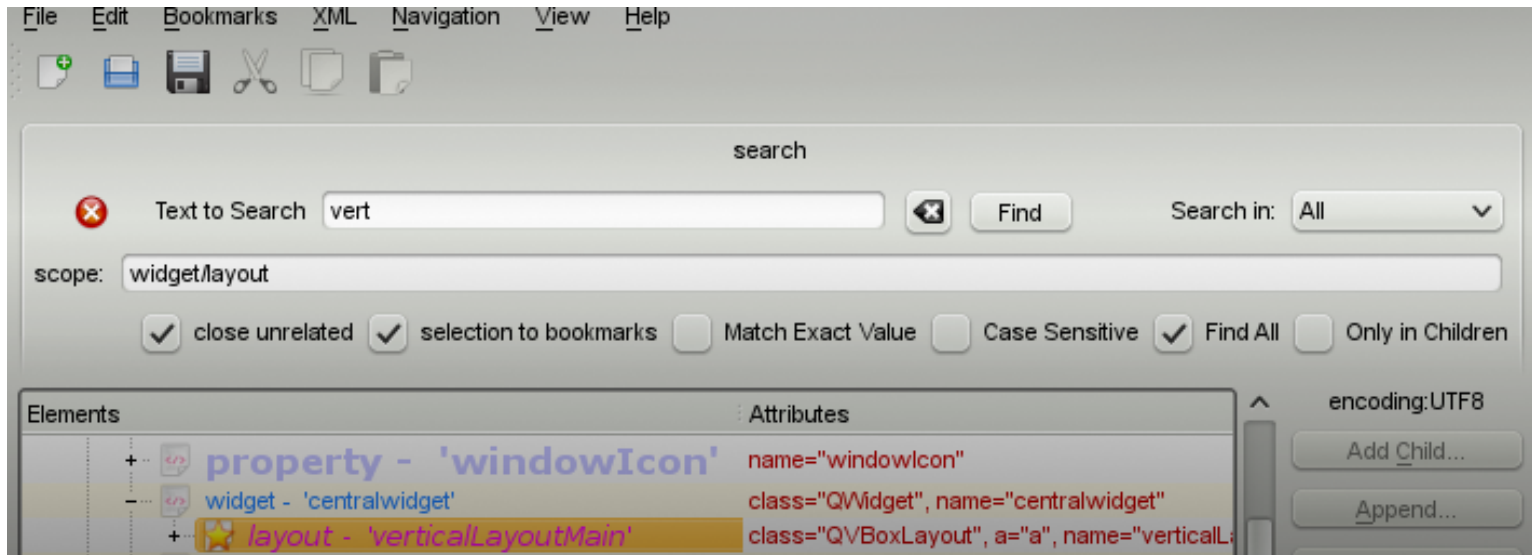 File Edit Bookmarks XML Navigation View Help
search
Text to Search vert Find Search in: All
scope: widget/layout
close unrelated selection to bookmarks Match Exact Value Case Sensitive Find All Only in Children
Elements Attributes encoding:UTF8
property - 'windowIcon' name="windowIcon" Add Child...
widget - 'centralwidget' class="QWidget", name="centralwidget"
Append...
layout - 'verticalLayoutMain' class="QVBoxLayout", a="a", name="verticalL